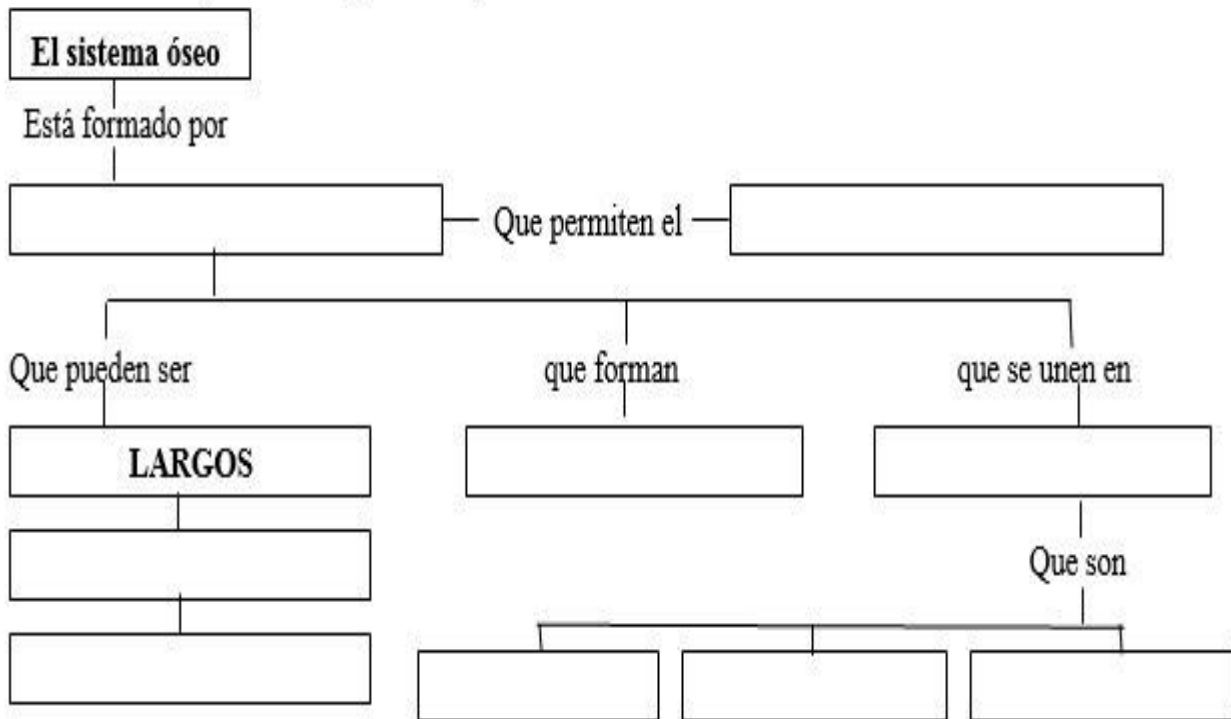 El sistema óseo
Está formado por
Que permiten el
Que pueden ser
que forman
que se unen en
LARGOS
Que son